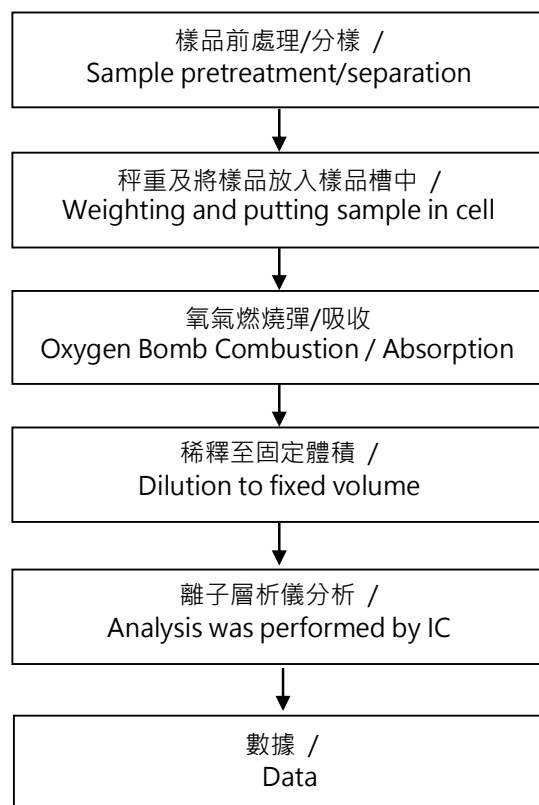 樣品前處理/分樣 /
Sample pretreatment/separation
秤重及將樣品放入樣品槽中 /
Weighting and putting sample in cell
氧氣燃燒彈/吸收
Oxygen Bomb Combustion / Absorption
稀釋至固定體積 /
Dilution to fixed volume
離子層析儀分析 /
Analysis was performed by IC
數據 /
Data